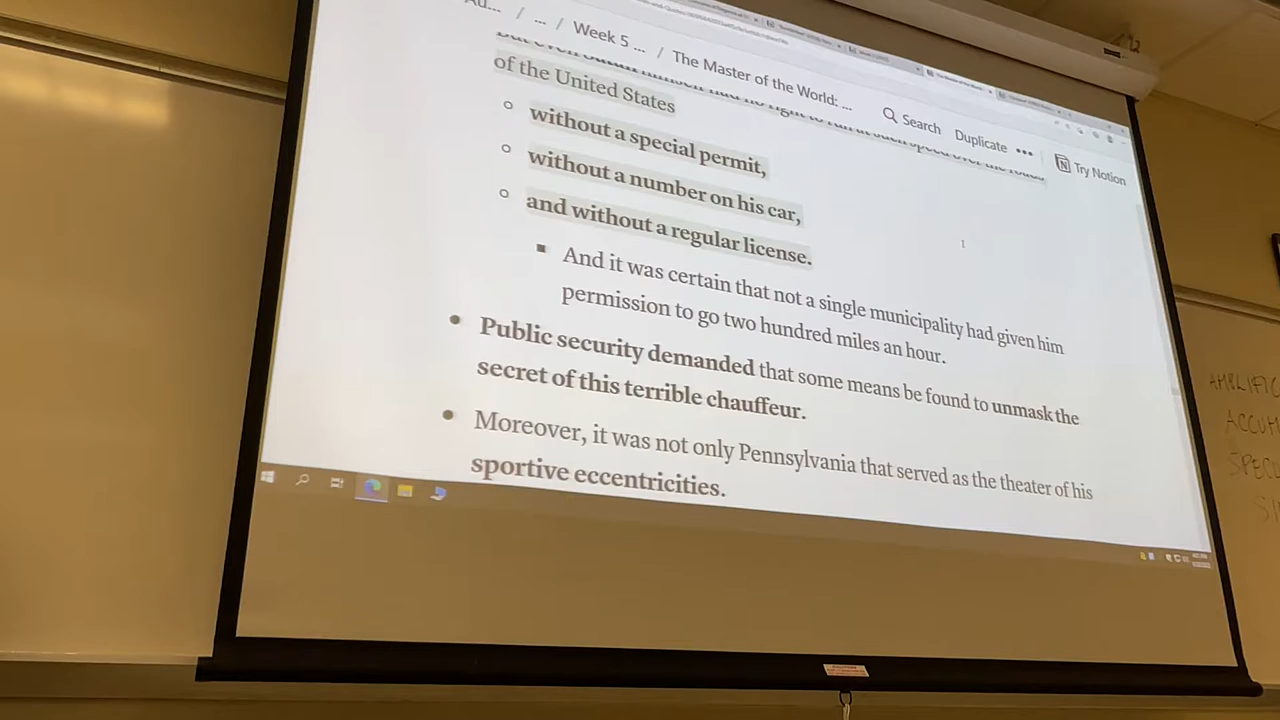 / ... / Week 5 ... / The Master of the World: ...
Search Duplicate ••• Try Notion
of the United States
without a special permit,
without a number on his car,
and without a regular license.
And it was certain that not a single municipality had given him
permission to go two hundred miles an hour.
Public security demanded that some means be found to unmask the
secret of this terrible chauffeur.
Moreover, it was not only Pennsylvania that served as the theater of his
sportive eccentricities.